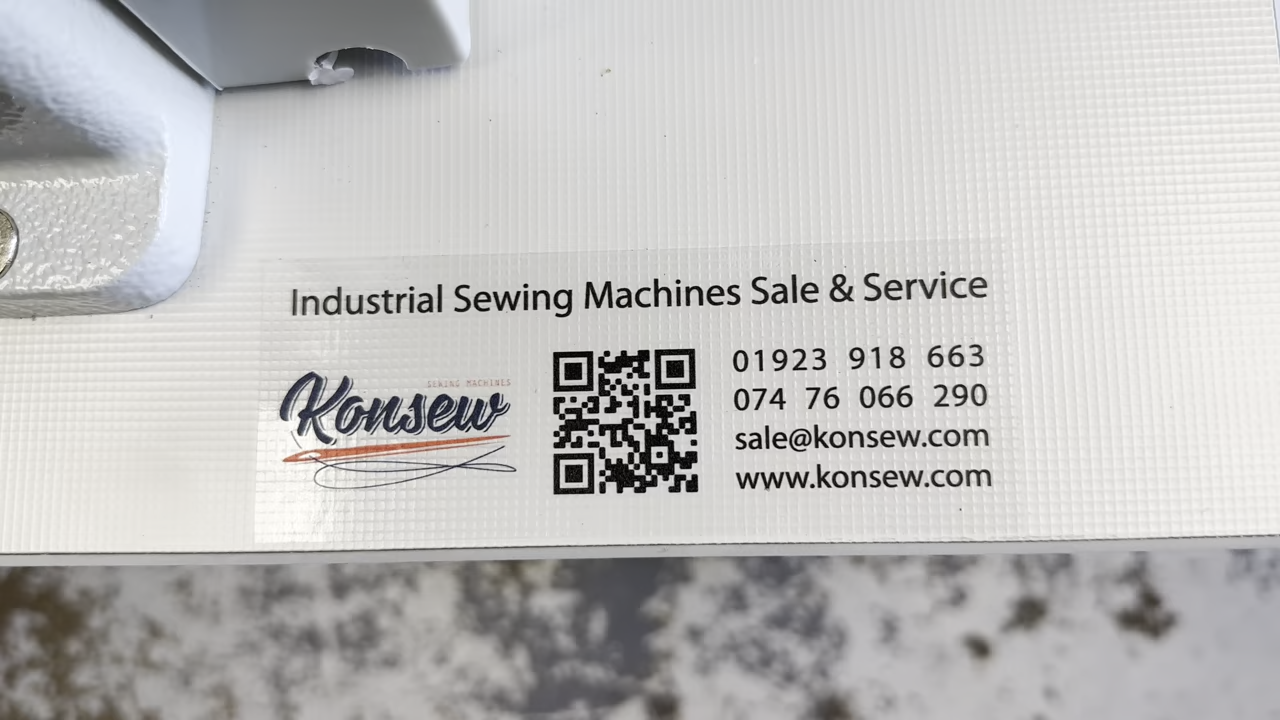 Industrial Sewing Machines Sale & Service
SEWING MACHINES
Konsew
01923 918 663
074 76 066 290
sale@konsew.com
www.konsew.com